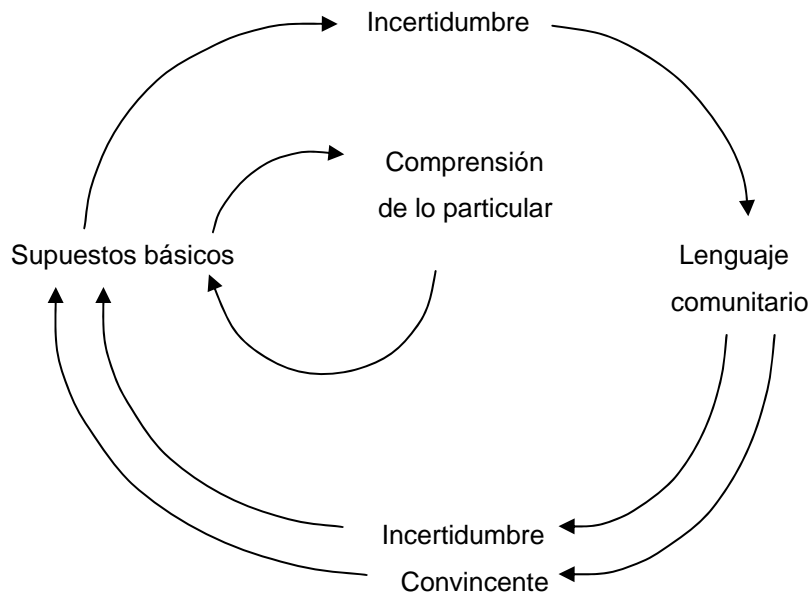 Incertidumbre
Comprensión
de lo particular
Supuestos básicos
Lenguaje
comunitario
Incertidumbre
Convincente